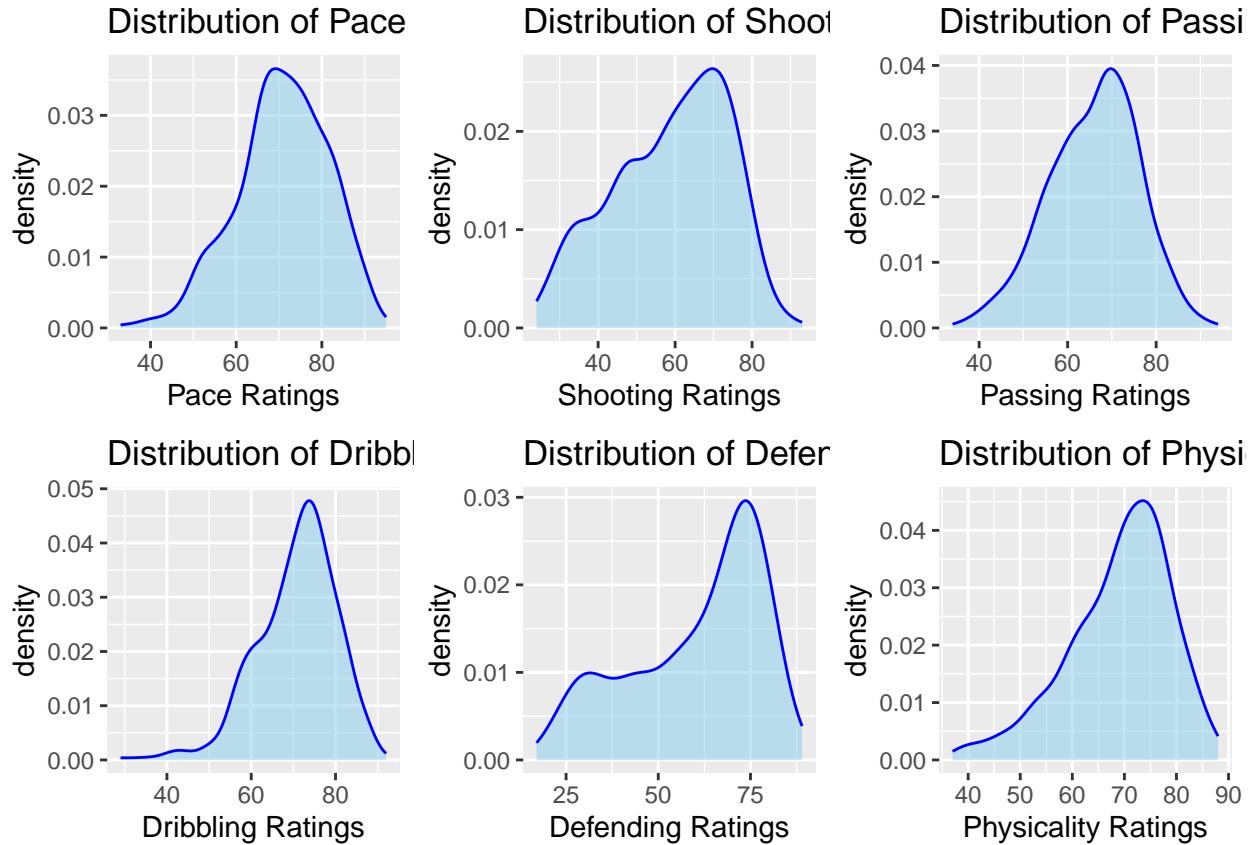 Distribution of Pace
density
0.03
0.02
0.01
0.00
40 60 80
Pace Ratings
Distribution of Shoot
density
0.02
0.01
0.00
40 60 80
Shooting Ratings
Distribution of Passi
density
0.04
0.03
0.02
0.01
0.00
40 60 80
Passing Ratings
Distribution of Dribbl
density
0.05
0.04
0.03
0.02
0.01
0.00
40 60 80
Dribbling Ratings
Distribution of Defen
density
0.03
0.02
0.01
0.00
25 50 75
Defending Ratings
Distribution of Physi
density
0.04
0.03
0.02
0.01
0.00
40 50 60 70 80 90
Physicality Ratings